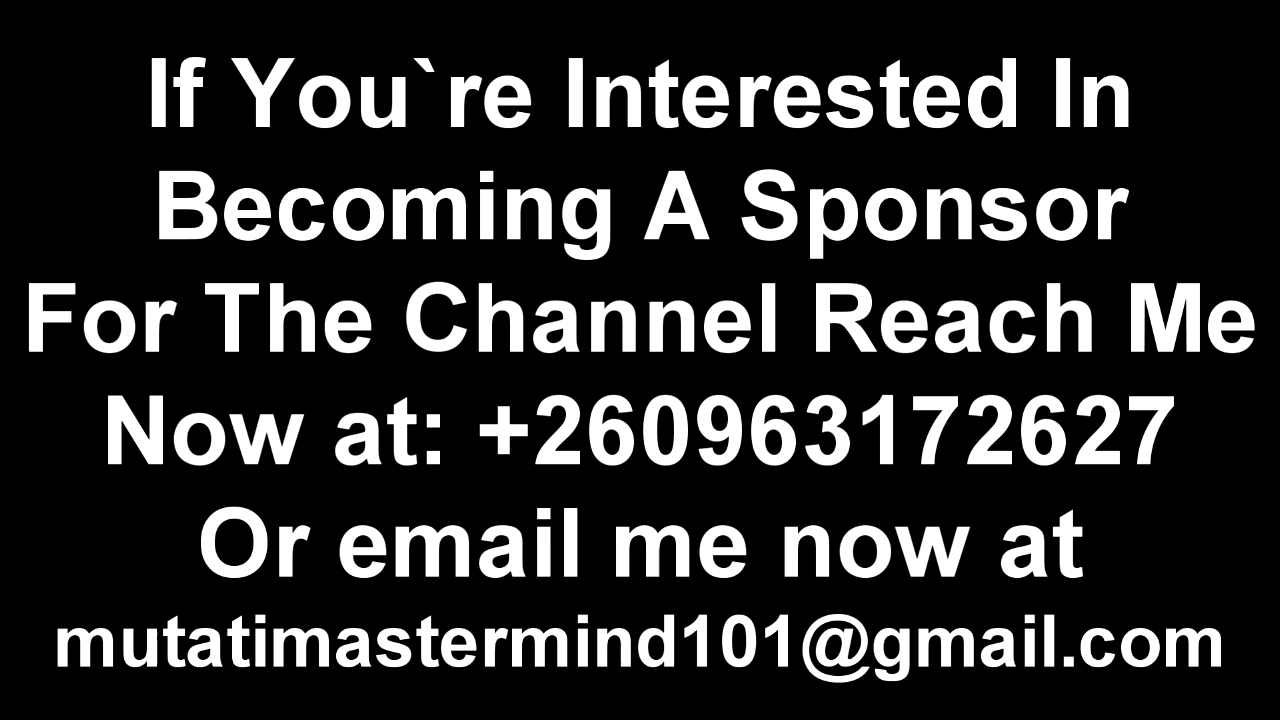 If You`re Interested In
Becoming A Sponsor
For The Channel Reach Me
Now at: +260963172627
Or email me now at
mutatimastermind101@gmail.com